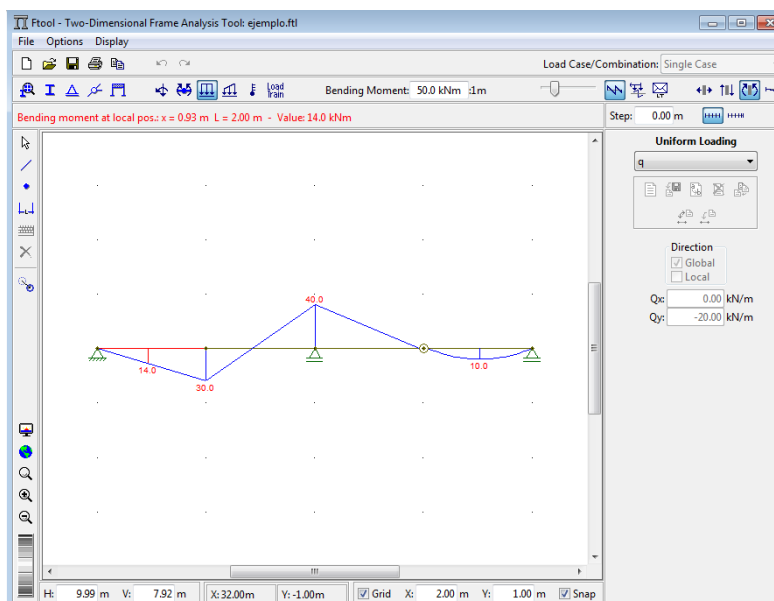 Ftool - Two-Dimensional Frame Analysis Tool: ejemplo.ftl
File Options Display
Load Case/Combination: Single Case
Load Train
Bending Moment: 50.0 kNm :1m
Bending moment at local pos.: x = 0.93 m L = 2.00 m - Value: 14.0 kNm
Step: 0.00 m
Uniform Loading
q
Direction
Global
Local
Qx: 0.00 kN/m
Qy: -20.00 kN/m
40.0
14.0
10.0
30.0
H: 9.99 m V: 7.92 m X: 32.00m Y: -1.00m Grid X: 2.00 m Y: 1.00 m Snap